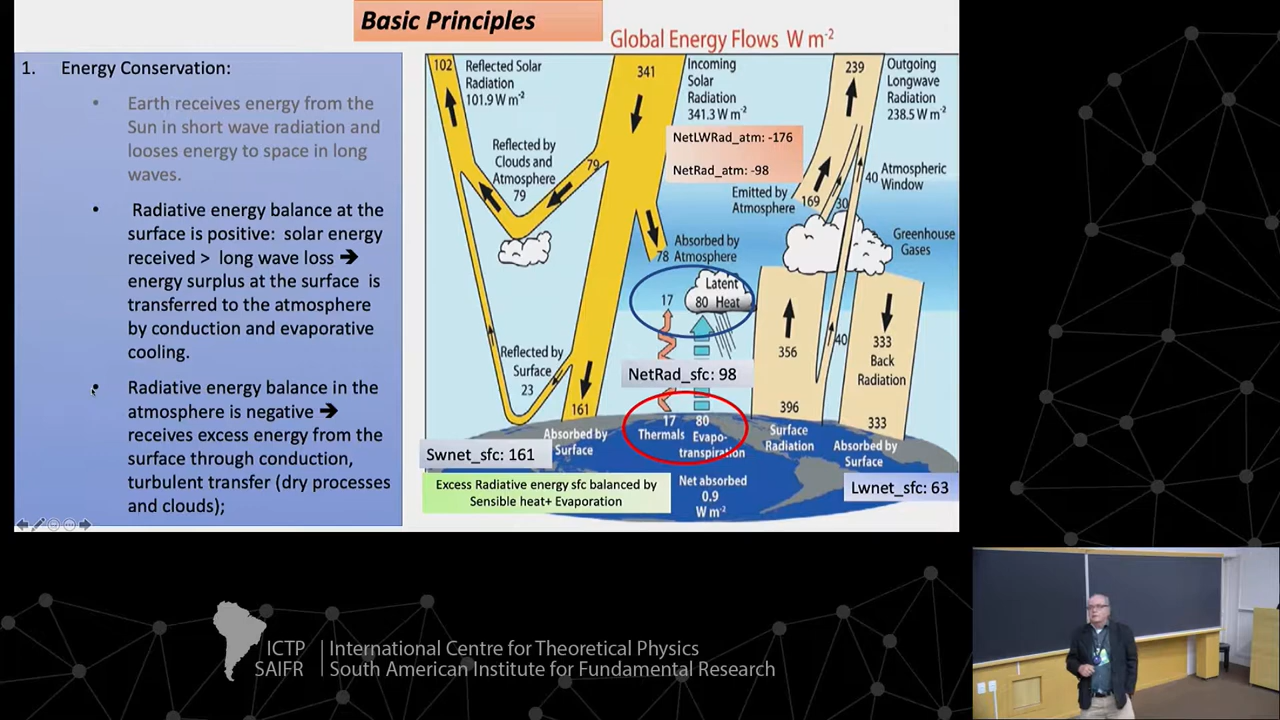 Basic Principles
1. Energy Conservation:
• Earth receives energy from the
Sun in short wave radiation and
looses energy to space in long
waves.
• Radiative energy balance at the
surface is positive: solar energy
received > long wave loss ➔
energy surplus at the surface is
transferred to the atmosphere
by conduction and evaporative
cooling.
• Radiative energy balance in the
atmosphere is negative ➔
receives excess energy from the
surface through conduction,
turbulent transfer (dry processes
and clouds);
Global Energy Flows W m-2
102
Reflected Solar
Radiation
101.9 W m-2
341
Incoming
Solar
Radiation
341.3 W m-2
239
Outgoing
Longwave
Radiation
238.5 W m-2
NetLWRad_atm: -176
NetRad_atm: -98
Reflected by
Clouds and
Atmosphere
79
79
Emitted by
Atmosphere
169
30
40
Atmospheric
Window
Greenhouse
Gases
Absorbed by
78 Atmosphere
17
Latent
80 Heat
356
40
333
Back
Radiation
Reflected by
Surface
23
NetRad_sfc: 98
161
Absorbed by
Surface
17
Thermals
80
Evapo-
transpiration
396
Surface
Radiation
333
Absorbed by
Surface
Swnet_sfc: 161
Lwnet_sfc: 63
Excess Radiative energy sfc balanced by
Sensible heat+ Evaporation
Net absorbed
0.9
W m-2
ICTP
SAIFR
International Centre for Theoretical Physics
South American Institute for Fundamental Research